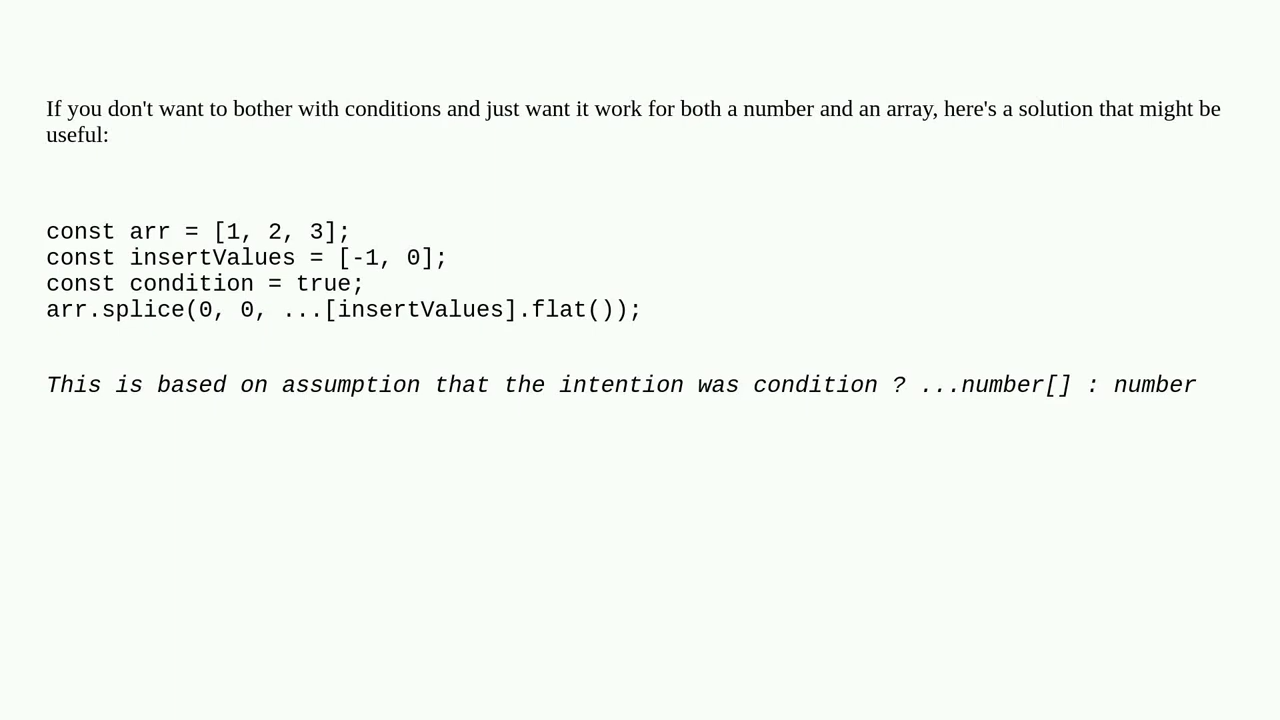 If you don't want to bother with conditions and just want it work for both a number and an array, here's a solution that might be
useful:
const arr = [1, 2, 3];
const insertValues = [-1, 0];
const condition = true;
arr.splice(0, 0, ...[insertValues].flat());
This is based on assumption that the intention was condition ? ...number[] : number